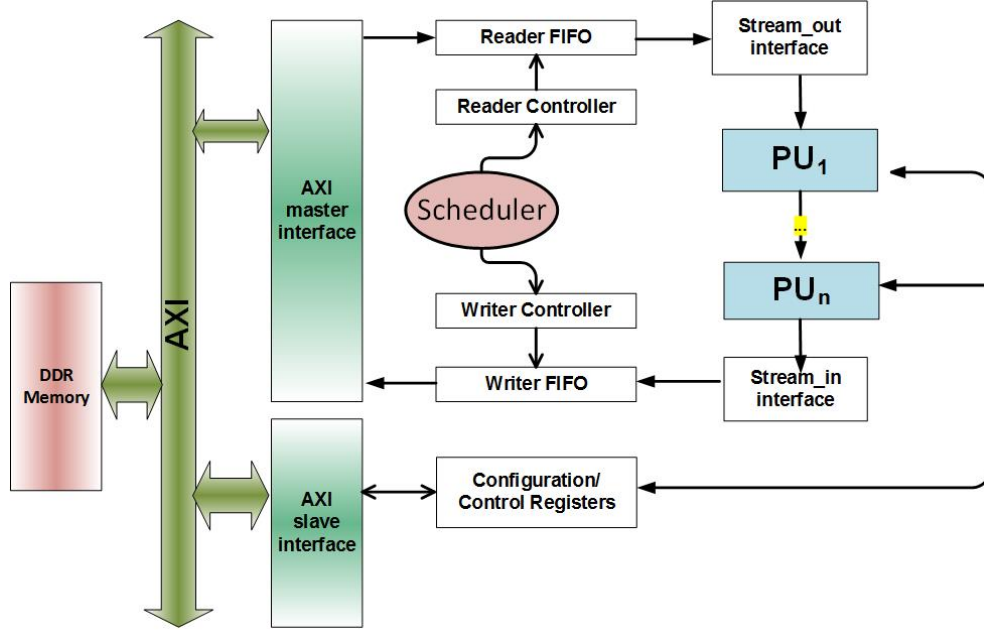 Reader FIFO
Stream_out
interface
Reader Controller
PU1
AXI
master
interface
Scheduler
...
PUn
Writer Controller
AXI
DDR
Memory
Writer FIFO
Stream_in
interface
AXI
slave
interface
Configuration/
Control Registers